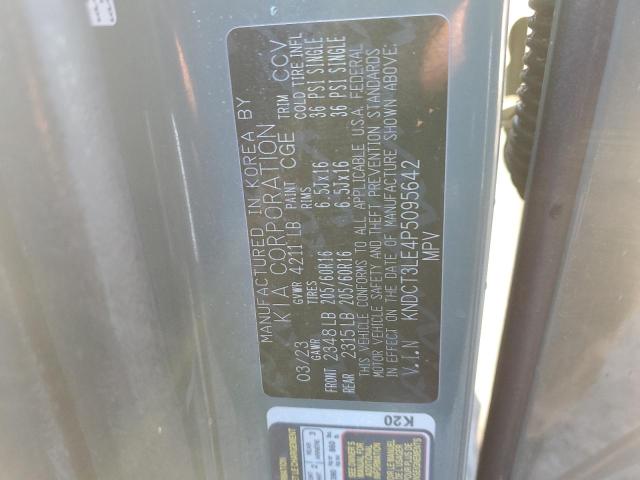 MANUFACTURED IN KOREA BY
KIA CORPORATION
03/23 GVWR 4211 LB PAINT CGE TRIM CCV
GAWR TIRES RIMS COLD TIRE INFL
FRONT 2348 LB 205/60R16 6.5JX16 36 PSI SINGLE
REAR 2315 LB 205/60R16 6.5JX16 36 PSI SINGLE
THIS VEHICLE CONFORMS TO ALL APPLICABLE U.S.A. FEDERAL
MOTOR VEHICLE SAFETY AND THEFT PREVENTION STANDARDS
IN EFFECT ON THE DATE OF MANUFACTURE SHOWN ABOVE:
V.I.N KNDCT3LE4P5095642
MPV
K20